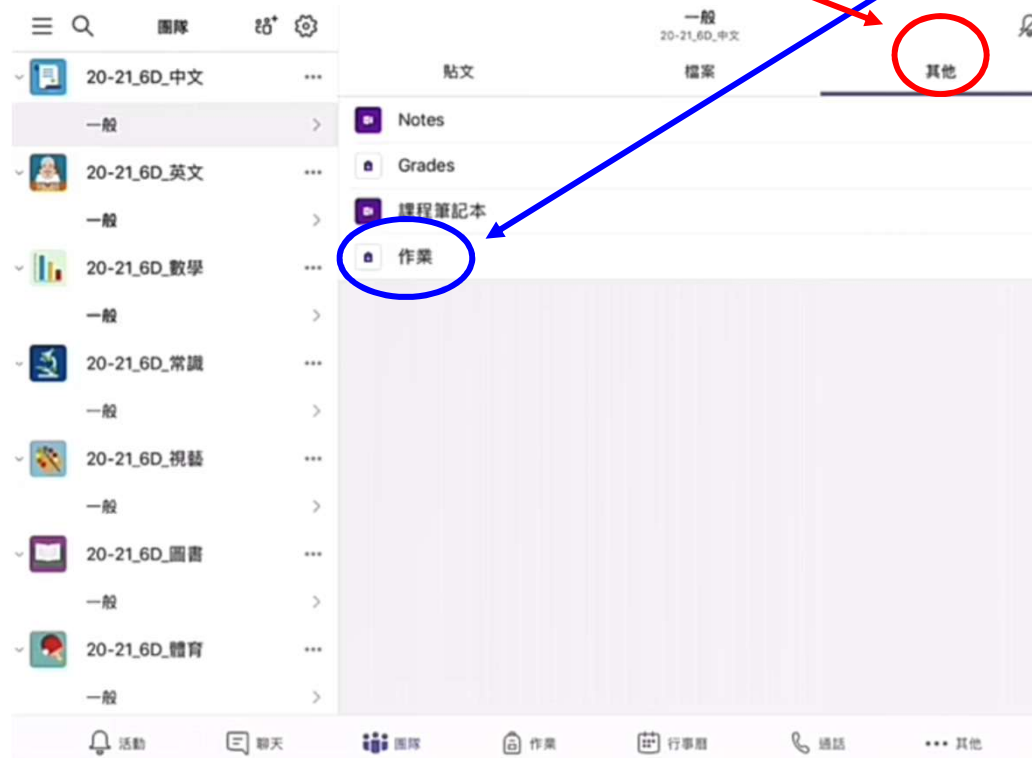 團隊
20-21_6D_中文
一般
20-21_6D_英文
一般
20-21_6D_數學
一般
20-21_6D_常識
一般
20-21_6D_視藝
一般
20-21_6D_圖書
一般
20-21_6D_體育
一般
一般
20-21_6D_中文
貼文 檔案 其他
Notes
Grades
課程筆記本
作業
活動 聊天 團隊 作業 行事曆 通話 其他